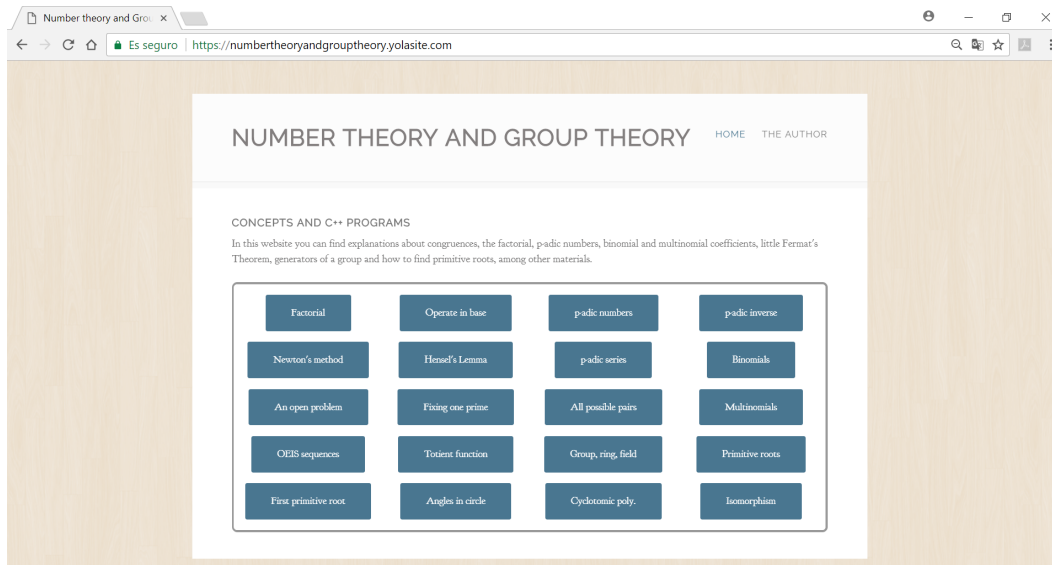 Number theory and Grou
Es seguro https://numbertheoryandgrouptheory.yolasite.com
NUMBER THEORY AND GROUP THEORY HOME THE AUTHOR
CONCEPTS AND C++ PROGRAMS
In this website you can find explanations about congruences, the factorial, p-adic numbers, binomial and multinomial coefficients, little Fermat's
Theorem, generators of a group and how to find primitive roots, among other materials.
Factorial Operate in base p-adic numbers p-adic inverse
Newton's method Hensel's Lemma p-adic series Binomials
An open problem Fixing one prime All possible pairs Multinomials
OEIS sequences Totient function Group, ring, field Primitive roots
First primitive root Angles in circle Cyclotomic poly. Isomorphism